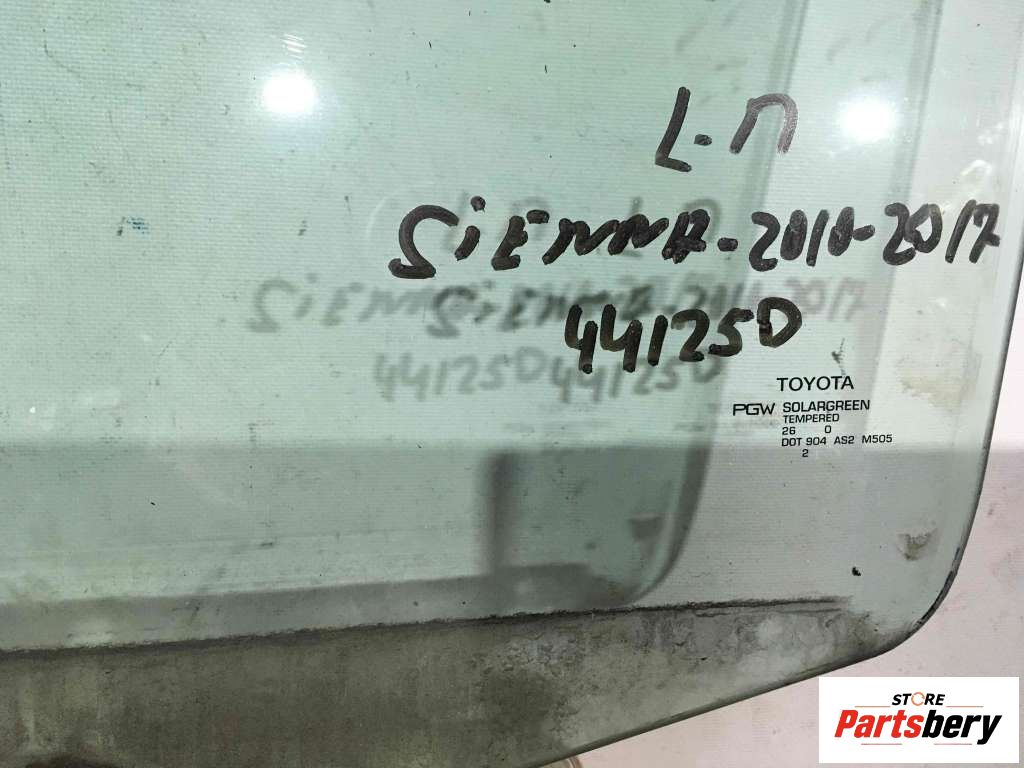 L-П
SiENNA-2010-2017
44125D
TOYOTA
PGW SOLARGREEN
TEMPERED
26 0
DOT 904 AS2 M505
2
STORE
Partsbery